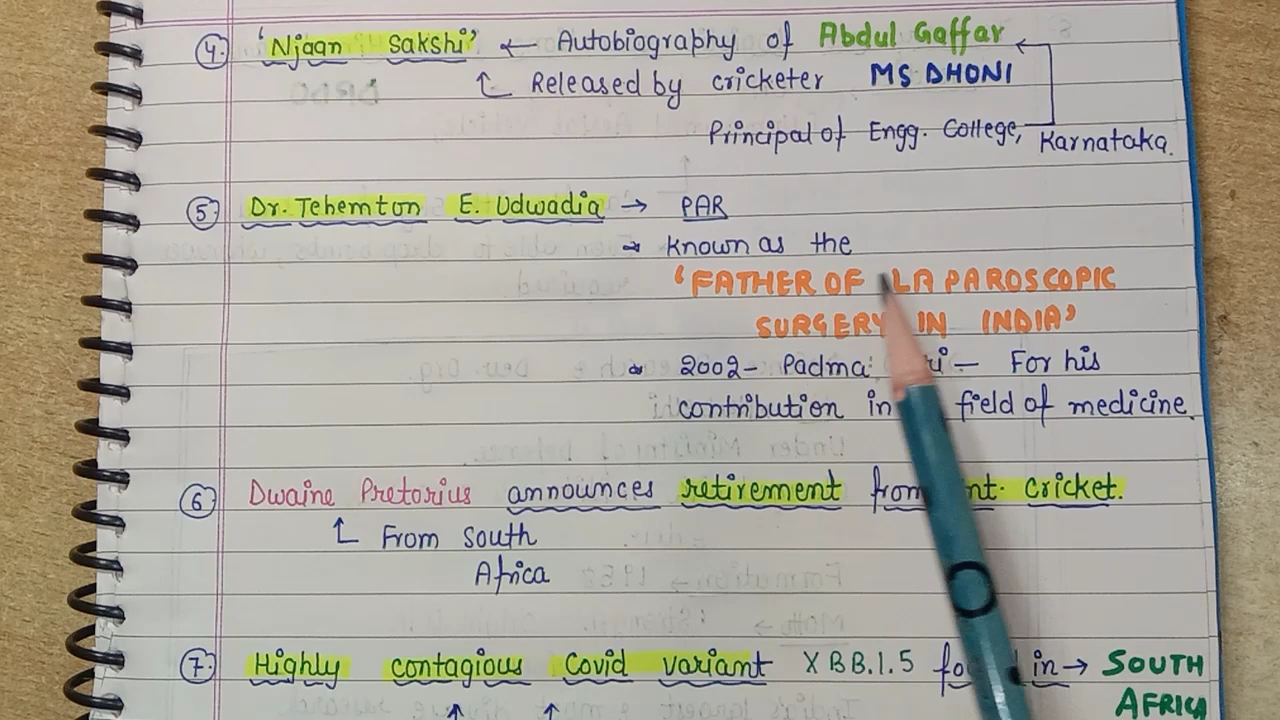 4. 'Njaan Sakshi' ← Autobiography of Abdul Gaffar
Released by cricketer MS DHONI
Principal of Engg. College, Karnataka.
5. Dr. Tehemton E. Udwadia → PAR
→ known as the
'FATHER OF LAPAROSCOPIC
SURGERY IN INDIA'
→ 2002- Padma – For his
contribution in field of medicine.
6. Dwaine Pretorius announces retirement from Int. cricket.
↑ From South
Africa
7. Highly contagious Covid variant XBB.1.5 in → SOUTH
AFRICA